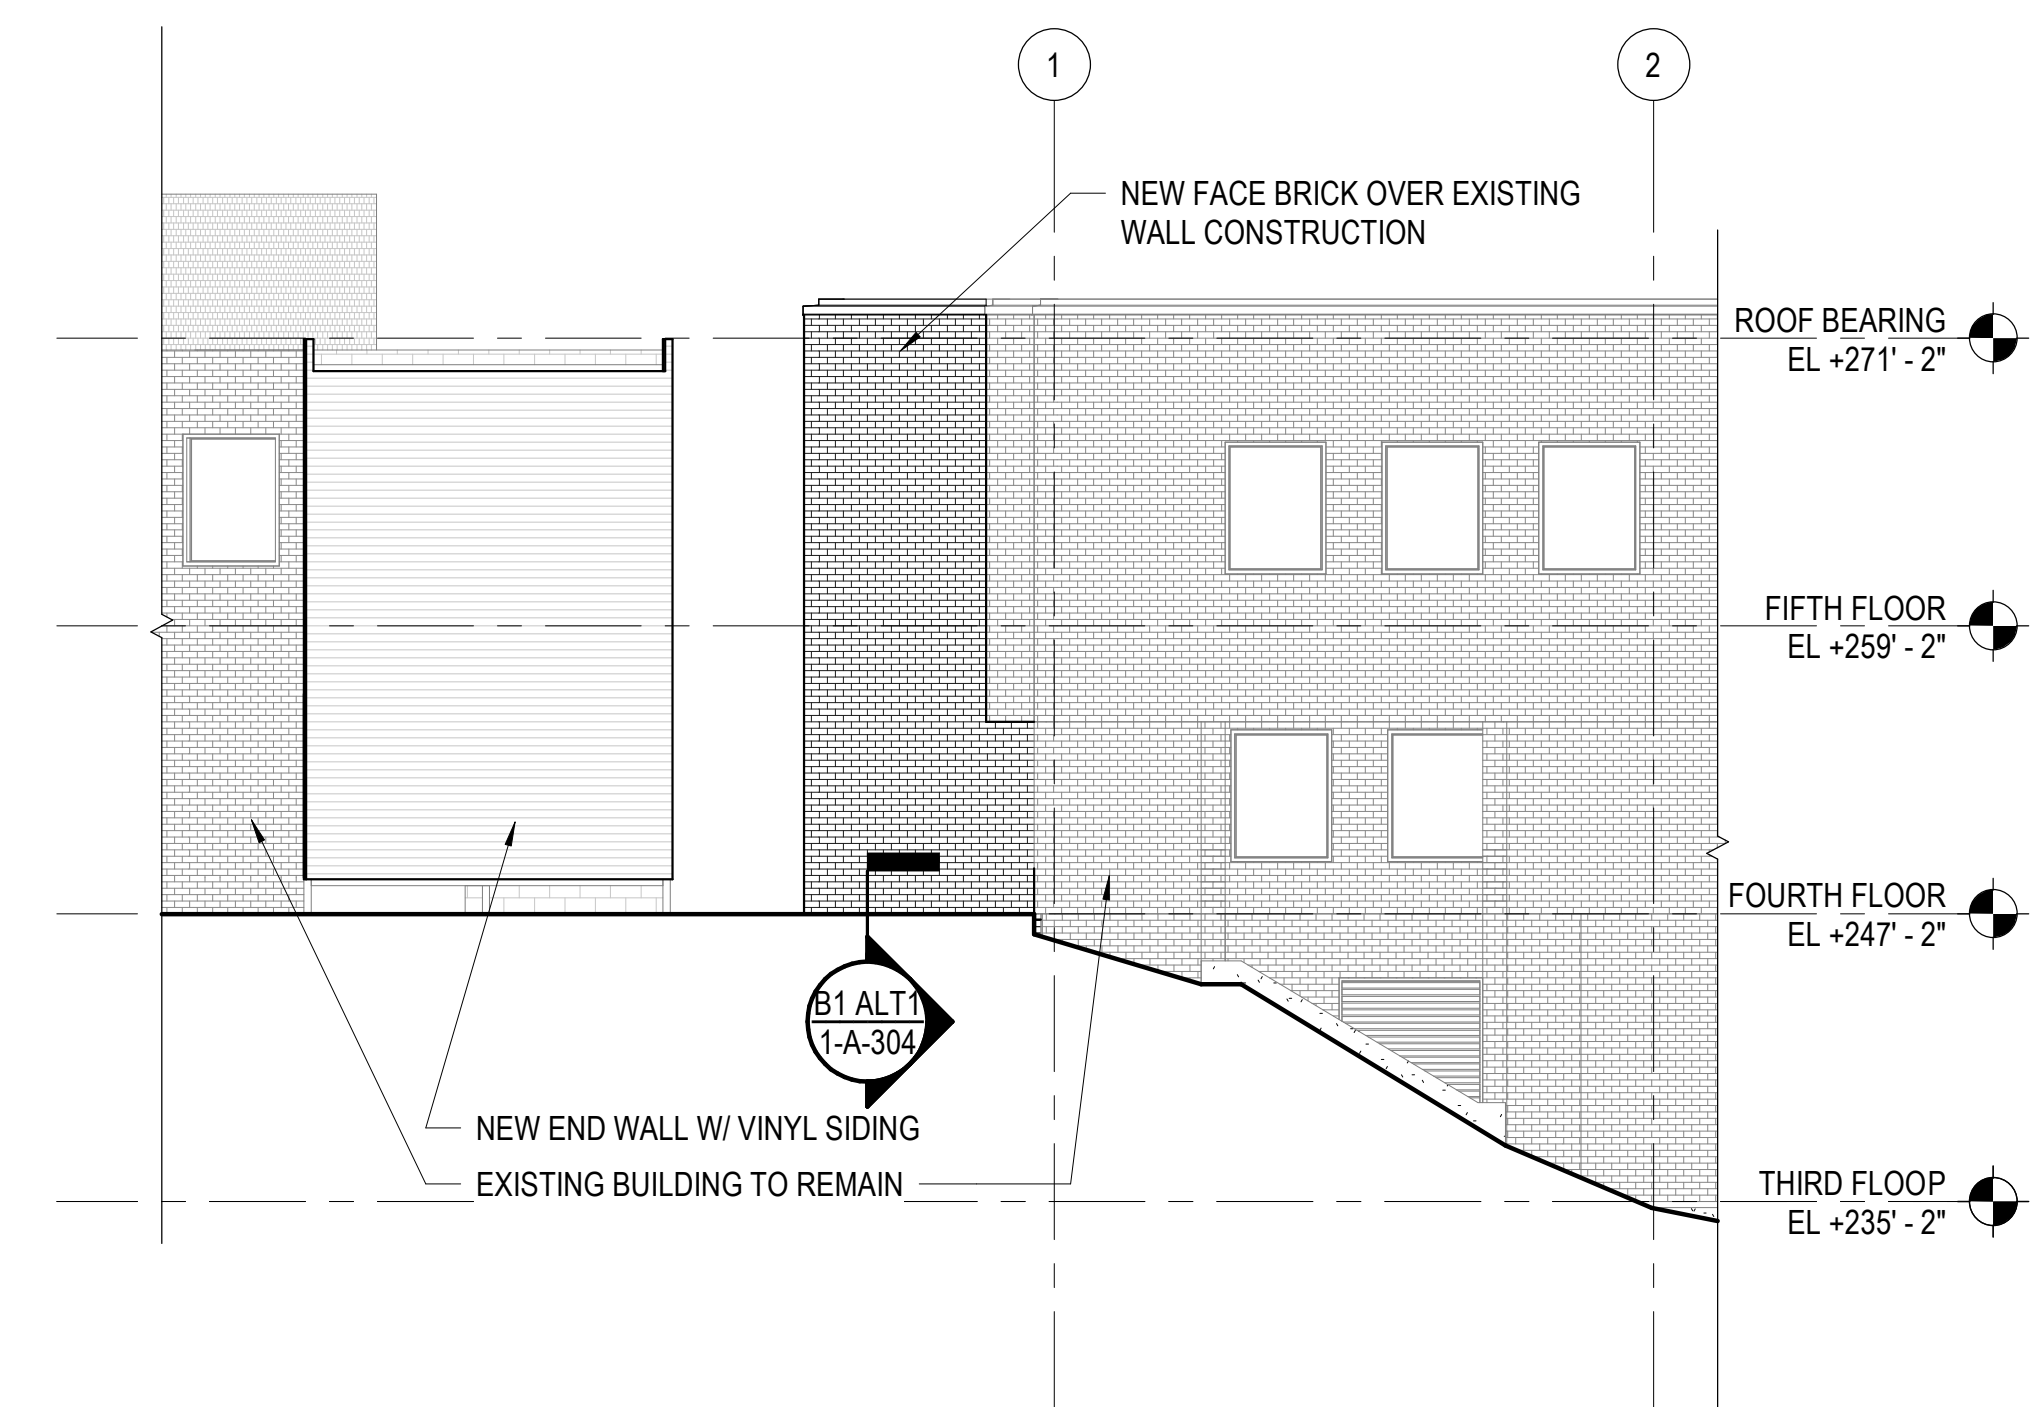 1
2
NEW FACE BRICK OVER EXISTING
WALL CONSTRUCTION
ROOF BEARING
EL +271' - 2"
FIFTH FLOOR
EL +259' - 2"
FOURTH FLOOR
EL +247' - 2"
B1 ALT1
1-A-304
NEW END WALL W/ VINYL SIDING
EXISTING BUILDING TO REMAIN
THIRD FLOOP
EL +235' - 2"